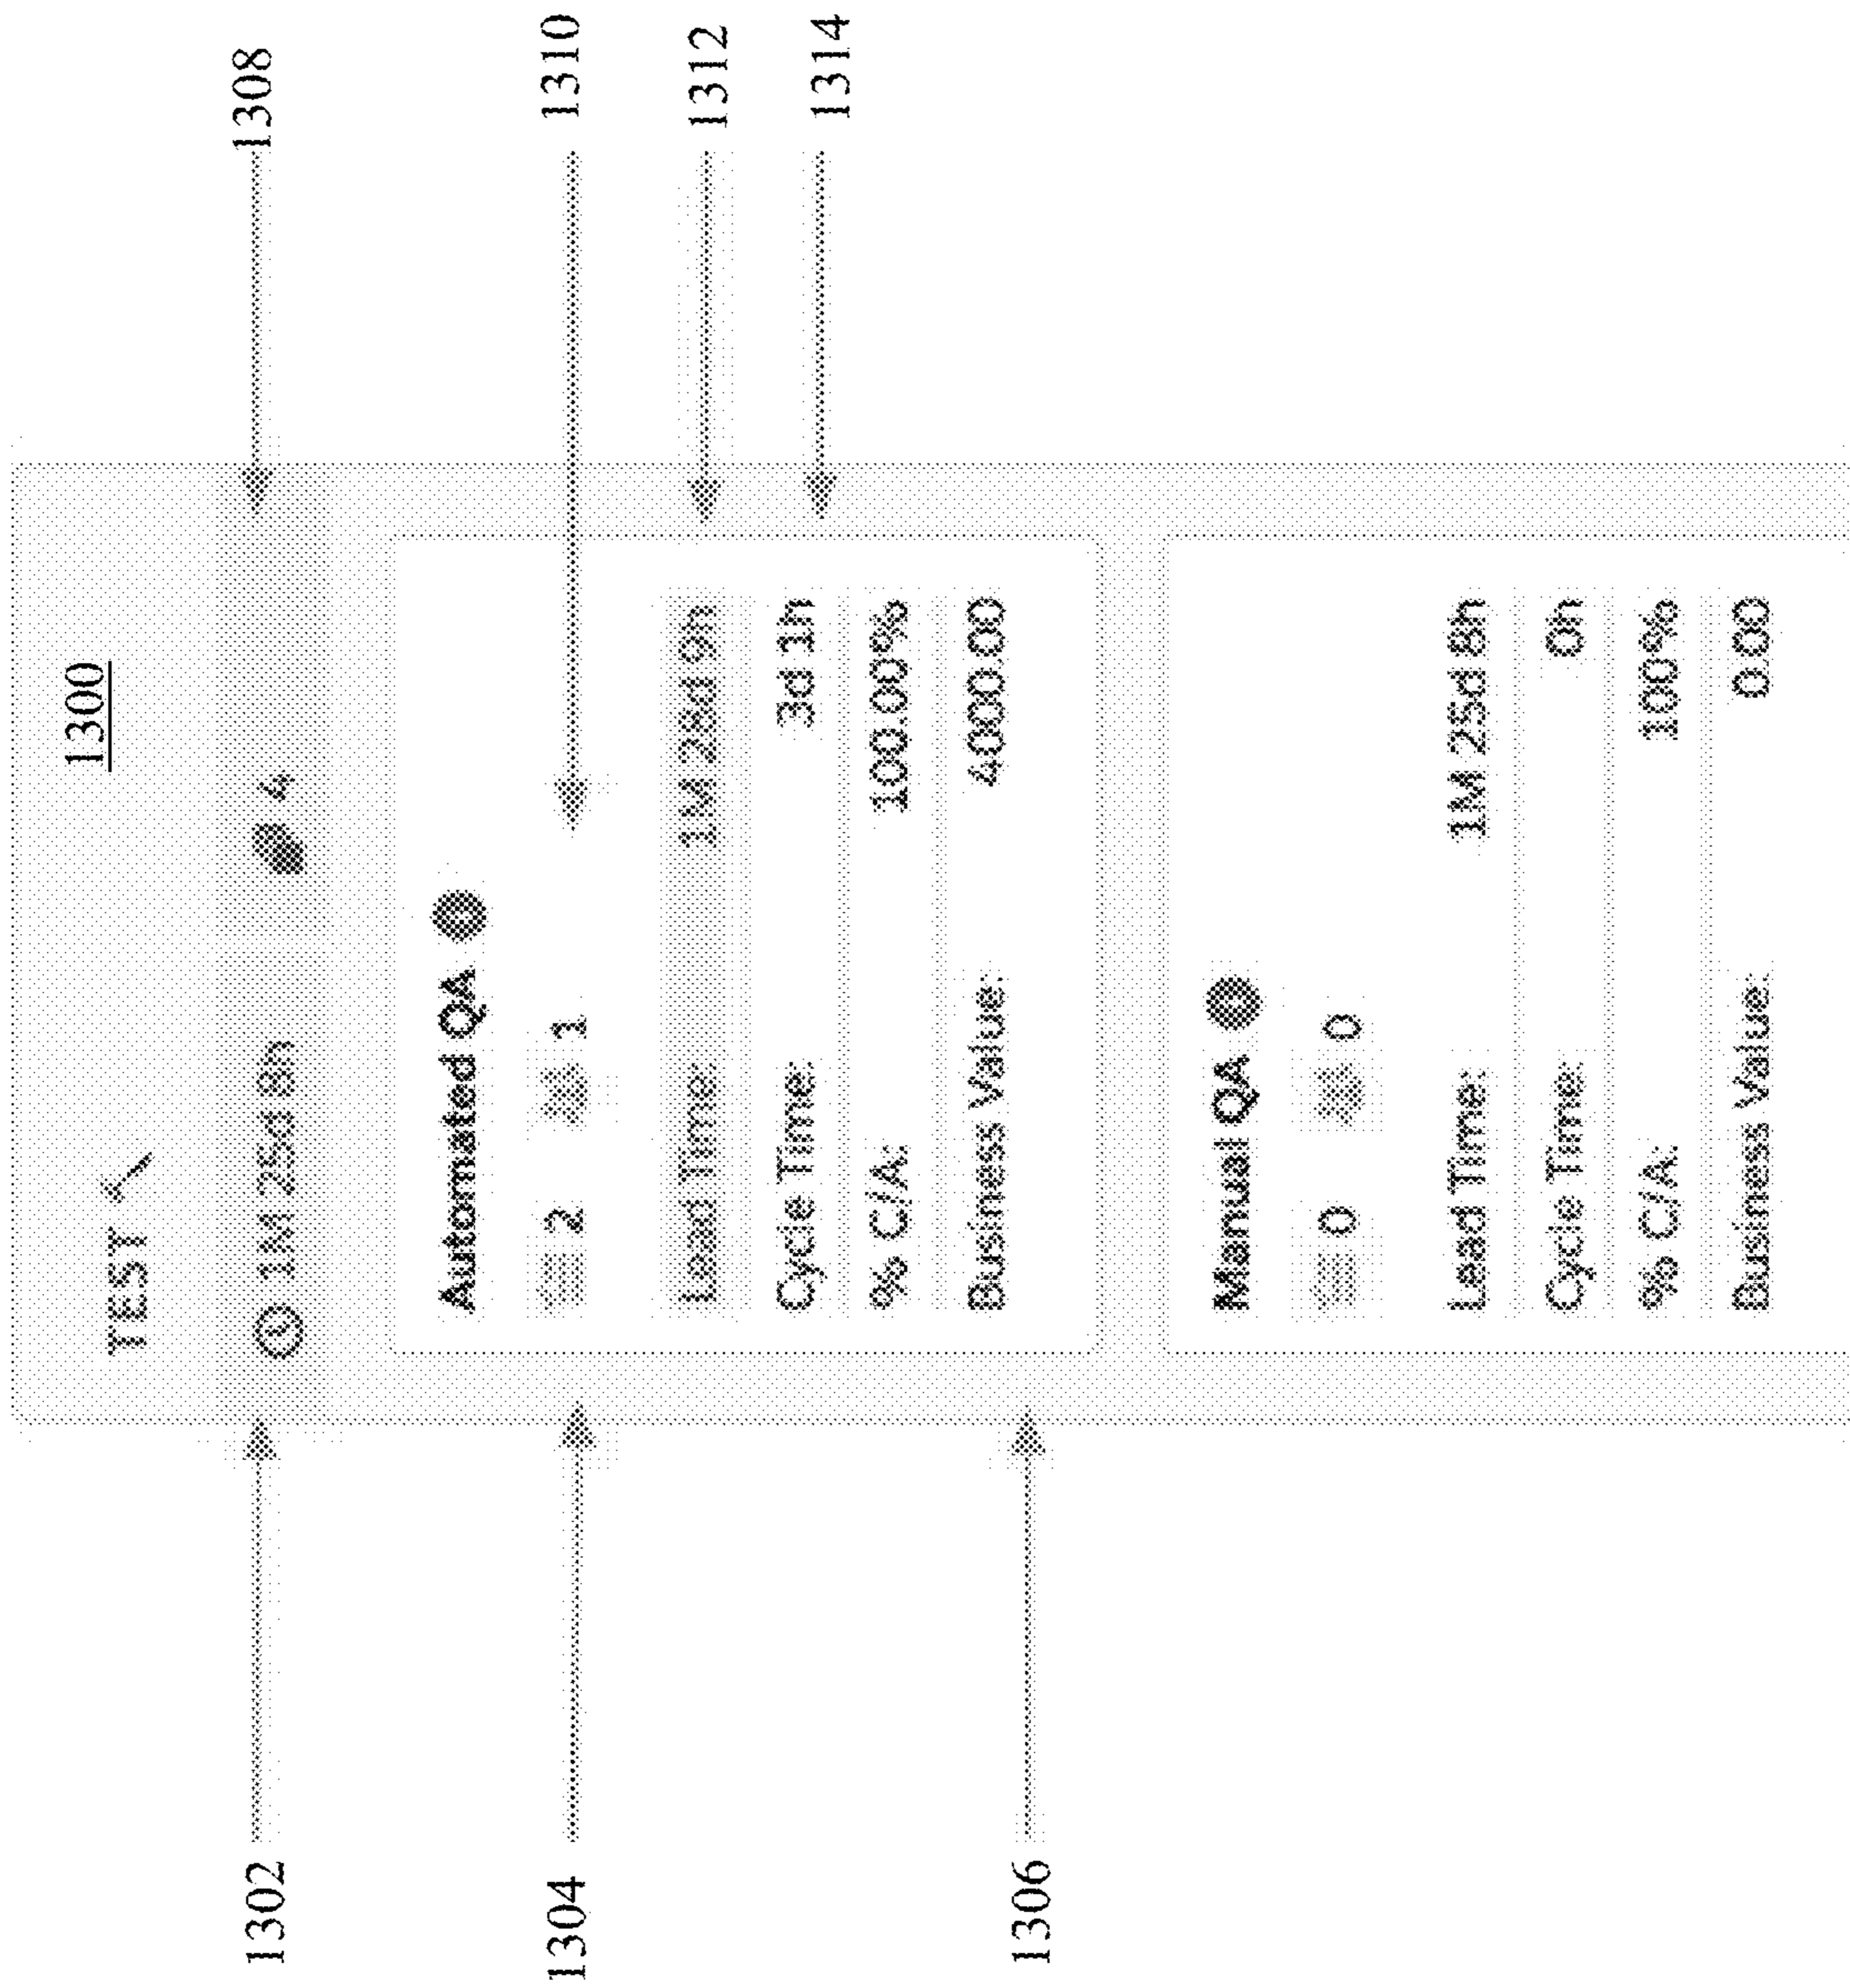 1300
TEST
1302
1M 25d 8h
4
1308
Automated QA
1304
2
1
1310
Lead Time: 1M 28d 9h
1312
Cycle Time: 3d 1h
1314
% C/A: 100.00%
1306
Business Value: 4000.00
Manual QA
0
0
Lead Time: 1M 25d 8h
Cycle Time: 0h
% C/A: 100%
Business Value: 0.00